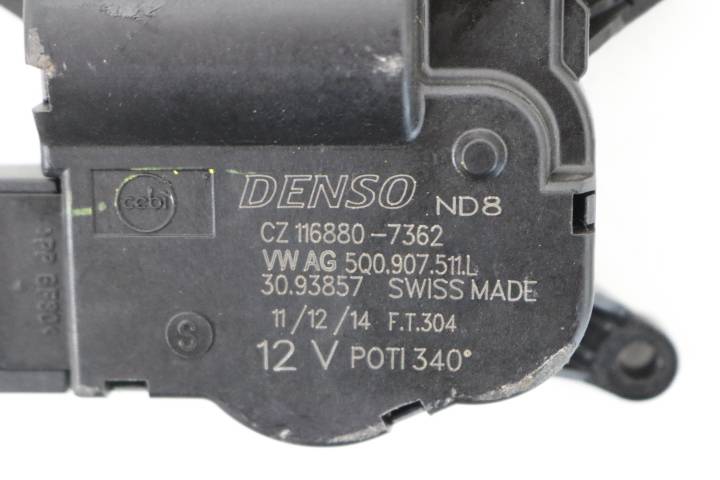 cebi
DENSO ND8
CZ 116880-7362
VW AG 5Q0.907.511.L
30.93857 SWISS MADE
11/12/14 F.T.304
S
12 V POTI 340°